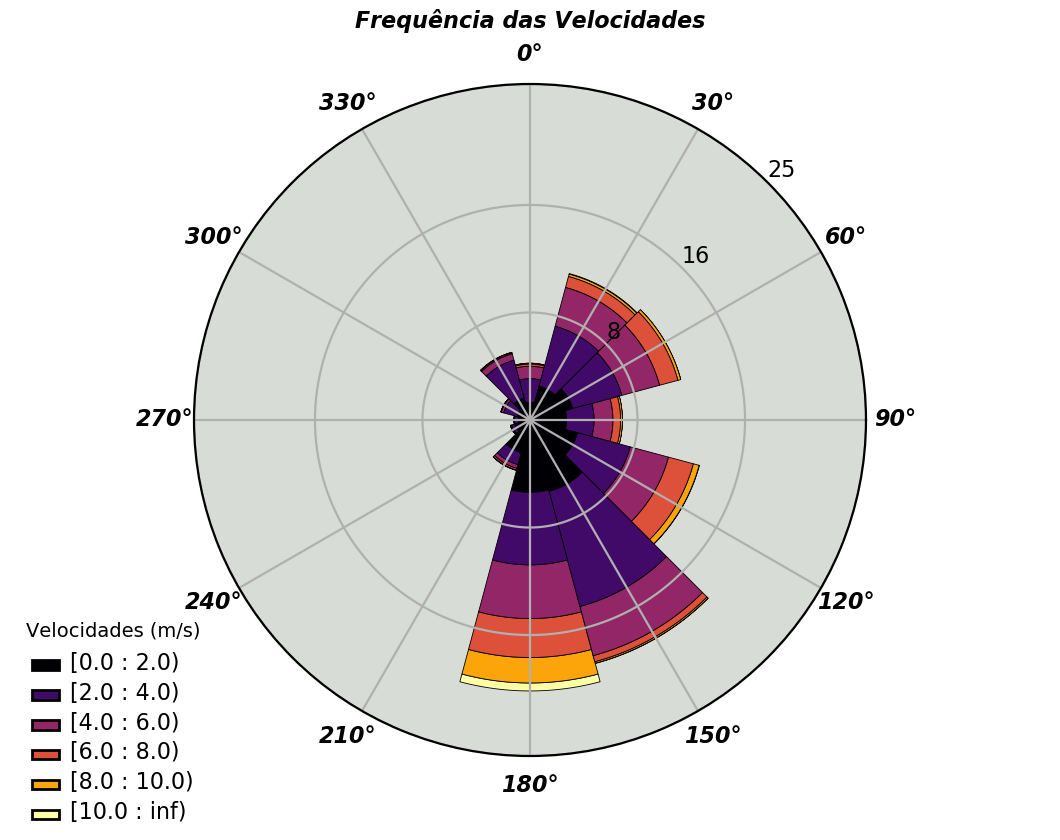 Frequência das Velocidades
0°
330°
30°
25
300°
60°
16
8
270°
90°
240°
120°
210°
150°
180°
Velocidades (m/s)
[0.0 : 2.0)
[2.0 : 4.0)
[4.0 : 6.0)
[6.0 : 8.0)
[8.0 : 10.0)
[10.0 : inf)